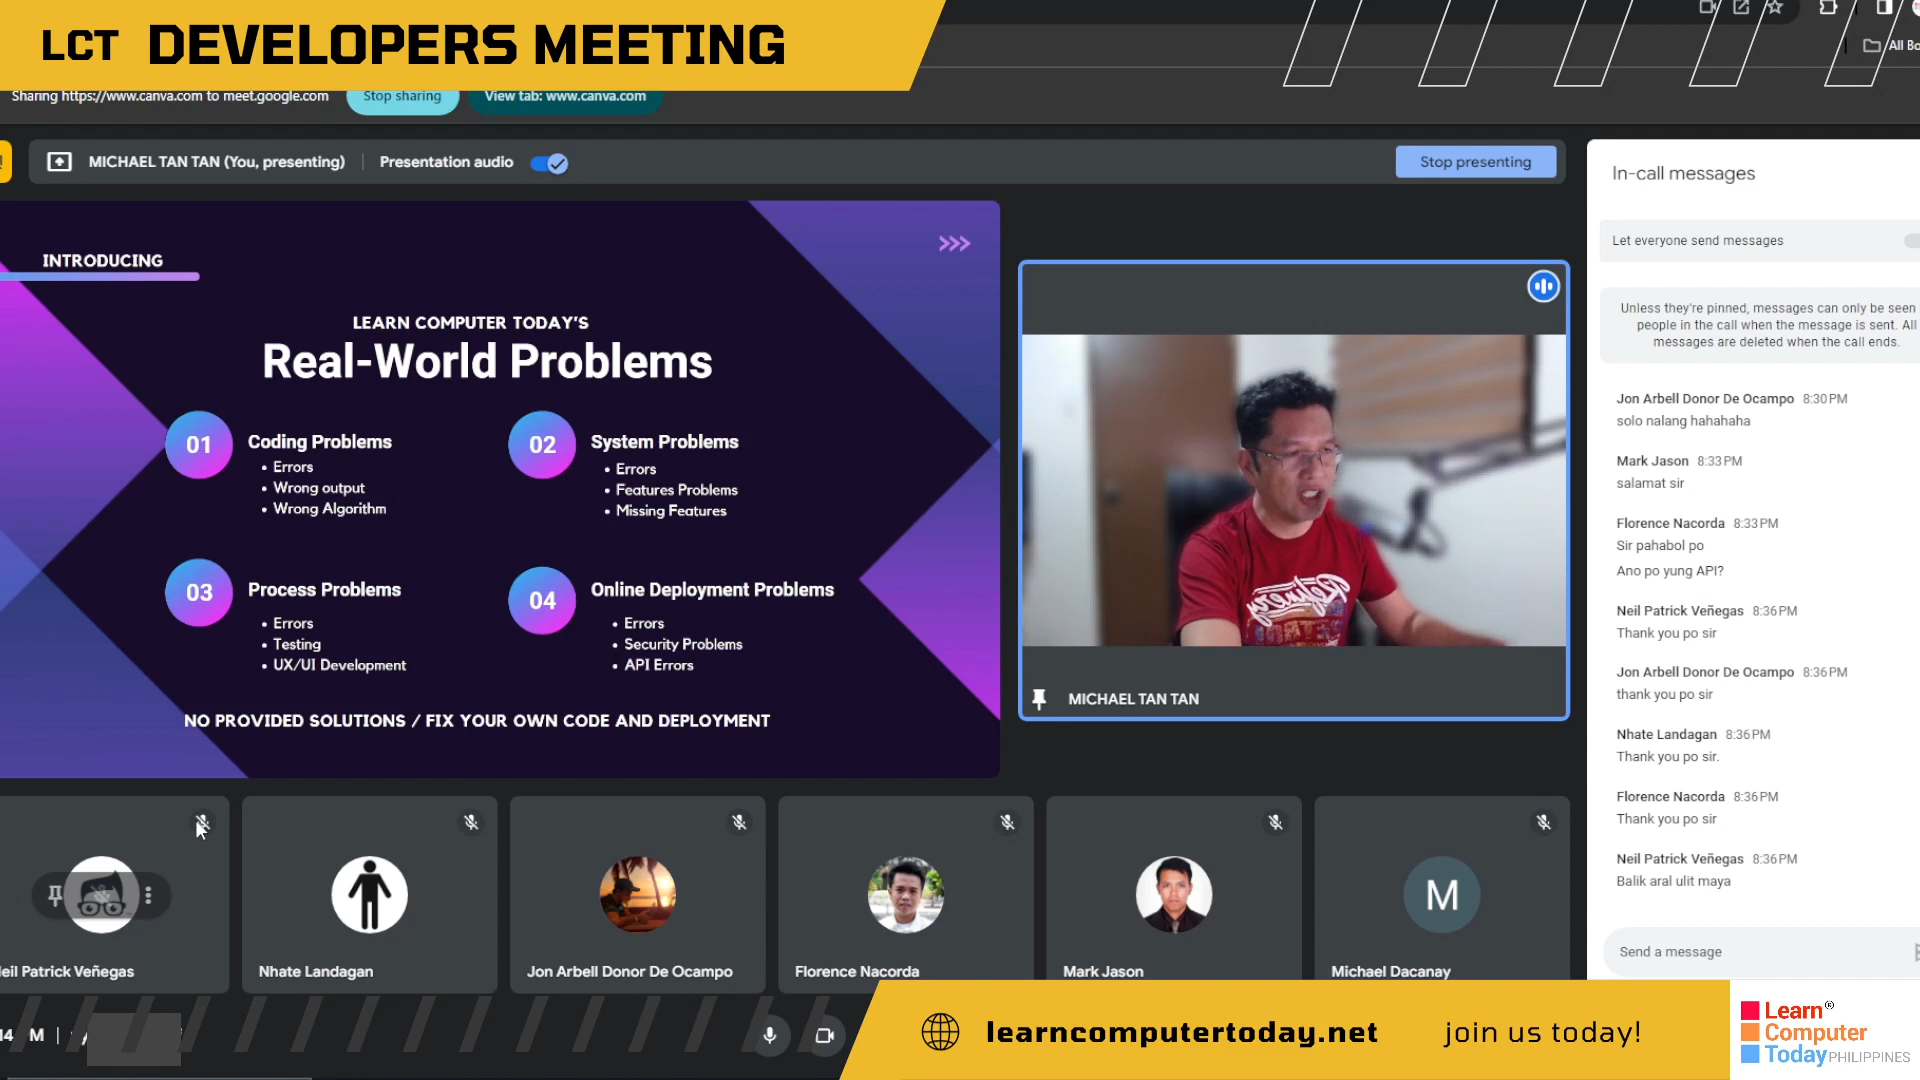 LCT DEVELOPERS MEETING
All Bo
Sharing https://www.canva.com to meet.google.com Stop sharing View tab: www.canva.com
MICHAEL TAN TAN (You, presenting) Presentation audio Stop presenting
INTRODUCING
LEARN COMPUTER TODAY'S
Real-World Problems
01 Coding Problems
• Errors
• Wrong output
• Wrong Algorithm
02 System Problems
• Errors
• Features Problems
• Missing Features
03 Process Problems
• Errors
• Testing
• UX/UI Development
04 Online Deployment Problems
• Errors
• Security Problems
• API Errors
NO PROVIDED SOLUTIONS / FIX YOUR OWN CODE AND DEPLOYMENT
MICHAEL TAN TAN
In-call messages
Let everyone send messages
Unless they're pinned, messages can only be seen
people in the call when the message is sent. All
messages are deleted when the call ends.
Jon Arbell Donor De Ocampo 8:30 PM
solo nalang hahahaha
Mark Jason 8:33 PM
salamat sir
Florence Nacorda 8:33 PM
Sir pahabol po
Ano po yung API?
Neil Patrick Veñegas 8:36 PM
Thank you po sir
Jon Arbell Donor De Ocampo 8:36 PM
thank you po sir
Nhate Landagan 8:36 PM
Thank you po sir.
Florence Nacorda 8:36 PM
Thank you po sir
Neil Patrick Veñegas 8:36 PM
Balik aral ulit maya
Send a message
eil Patrick Veñegas
Nhate Landagan
Jon Arbell Donor De Ocampo
Florence Nacorda
Mark Jason
M
Michael Dacanay
14 M
learncomputertoday.net join us today!
Learn®
Computer
Today PHILIPPINES